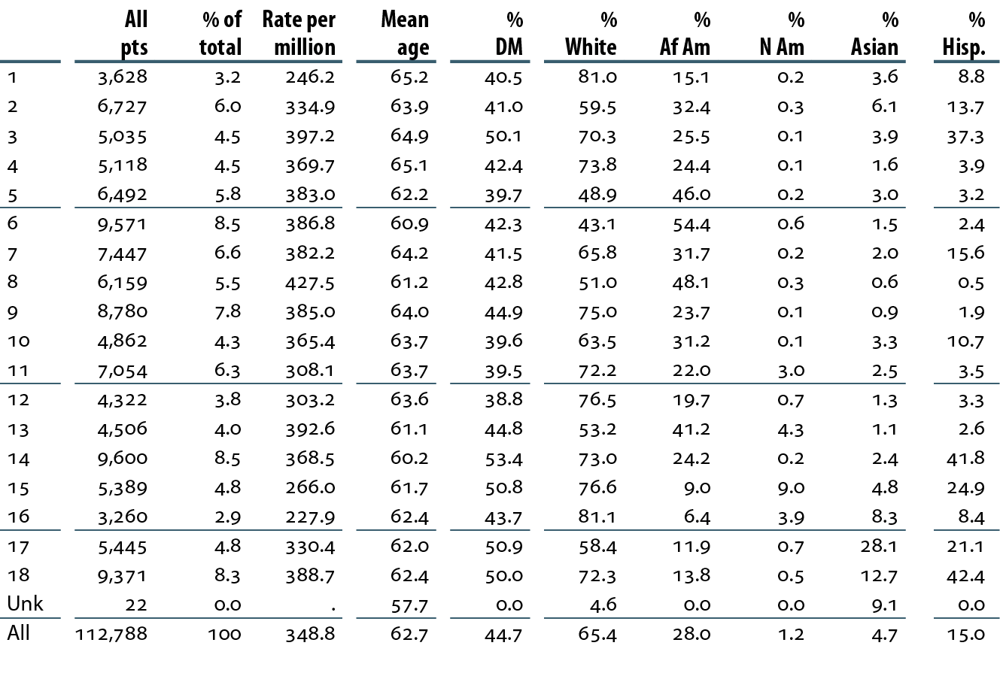 All % of Rate per Mean % % % % % %
pts total million age DM White Af Am N Am Asian Hisp.
1 3,628 3.2 246.2 65.2 40.5 81.0 15.1 0.2 3.6 8.8
2 6,727 6.0 334.9 63.9 41.0 59.5 32.4 0.3 6.1 13.7
3 5,035 4.5 397.2 64.9 50.1 70.3 25.5 0.1 3.9 37.3
4 5,118 4.5 369.7 65.1 42.4 73.8 24.4 0.1 1.6 3.9
5 6,492 5.8 383.0 62.2 39.7 48.9 46.0 0.2 3.0 3.2
6 9,571 8.5 386.8 60.9 42.3 43.1 54.4 0.6 1.5 2.4
7 7,447 6.6 382.2 64.2 41.5 65.8 31.7 0.2 2.0 15.6
8 6,159 5.5 427.5 61.2 42.8 51.0 48.1 0.3 0.6 0.5
9 8,780 7.8 385.0 64.0 44.9 75.0 23.7 0.1 0.9 1.9
10 4,862 4.3 365.4 63.7 39.6 63.5 31.2 0.1 3.3 10.7
11 7,054 6.3 308.1 63.7 39.5 72.2 22.0 3.0 2.5 3.5
12 4,322 3.8 303.2 63.6 38.8 76.5 19.7 0.7 1.3 3.3
13 4,506 4.0 392.6 61.1 44.8 53.2 41.2 4.3 1.1 2.6
14 9,600 8.5 368.5 60.2 53.4 73.0 24.2 0.2 2.4 41.8
15 5,389 4.8 266.0 61.7 50.8 76.6 9.0 9.0 4.8 24.9
16 3,260 2.9 227.9 62.4 43.7 81.1 6.4 3.9 8.3 8.4
17 5,445 4.8 330.4 62.0 50.9 58.4 11.9 0.7 28.1 21.1
18 9,371 8.3 388.7 62.4 50.0 72.3 13.8 0.5 12.7 42.4
Unk 22 0.0 . 57.7 0.0 4.6 0.0 0.0 9.1 0.0
All 112,788 100 348.8 62.7 44.7 65.4 28.0 1.2 4.7 15.0